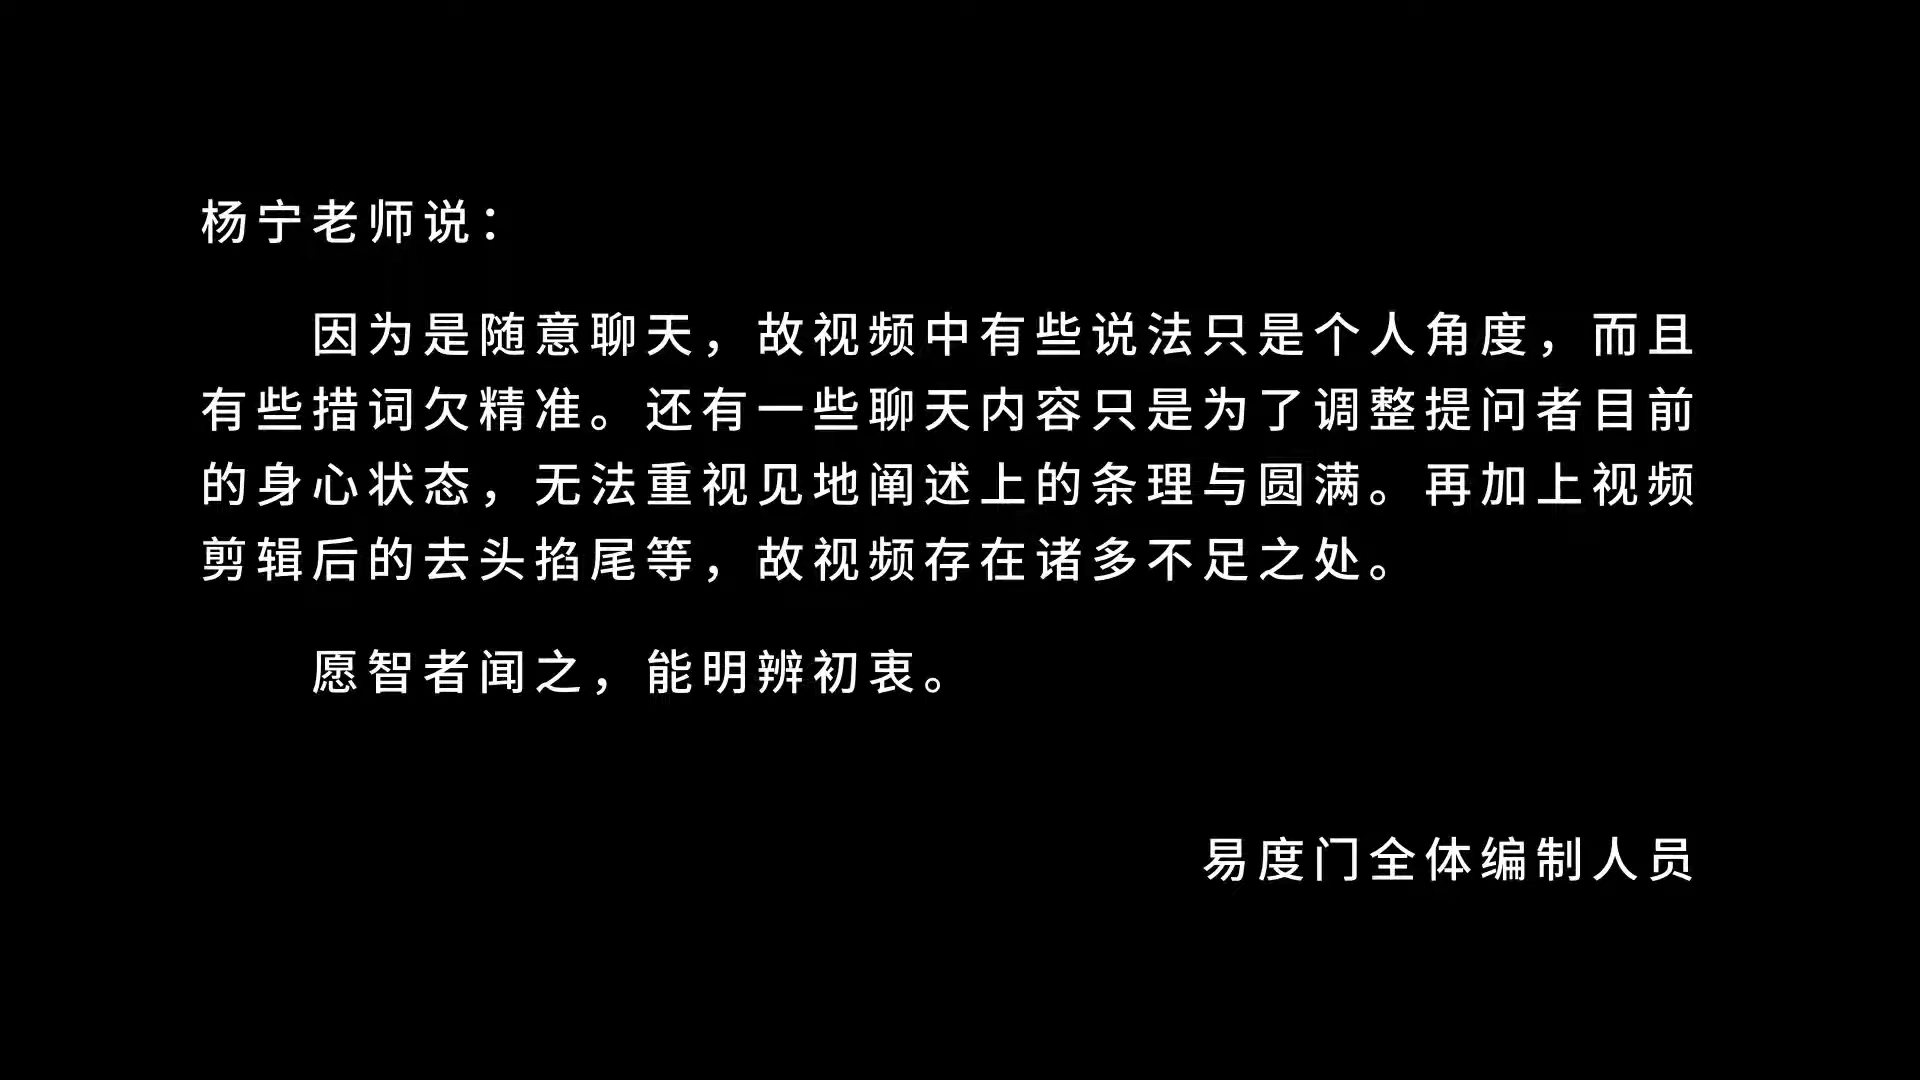 杨宁老师说：
因为是随意聊天，故视频中有些说法只是个人角度，而且
有些措词欠精准。还有一些聊天内容只是为了调整提问者目前
的身心状态，无法重视见地阐述上的条理与圆满。再加上视频
剪辑后的去头掐尾等，故视频存在诸多不足之处。
愿智者闻之，能明辨初衷。
易度门全体编制人员